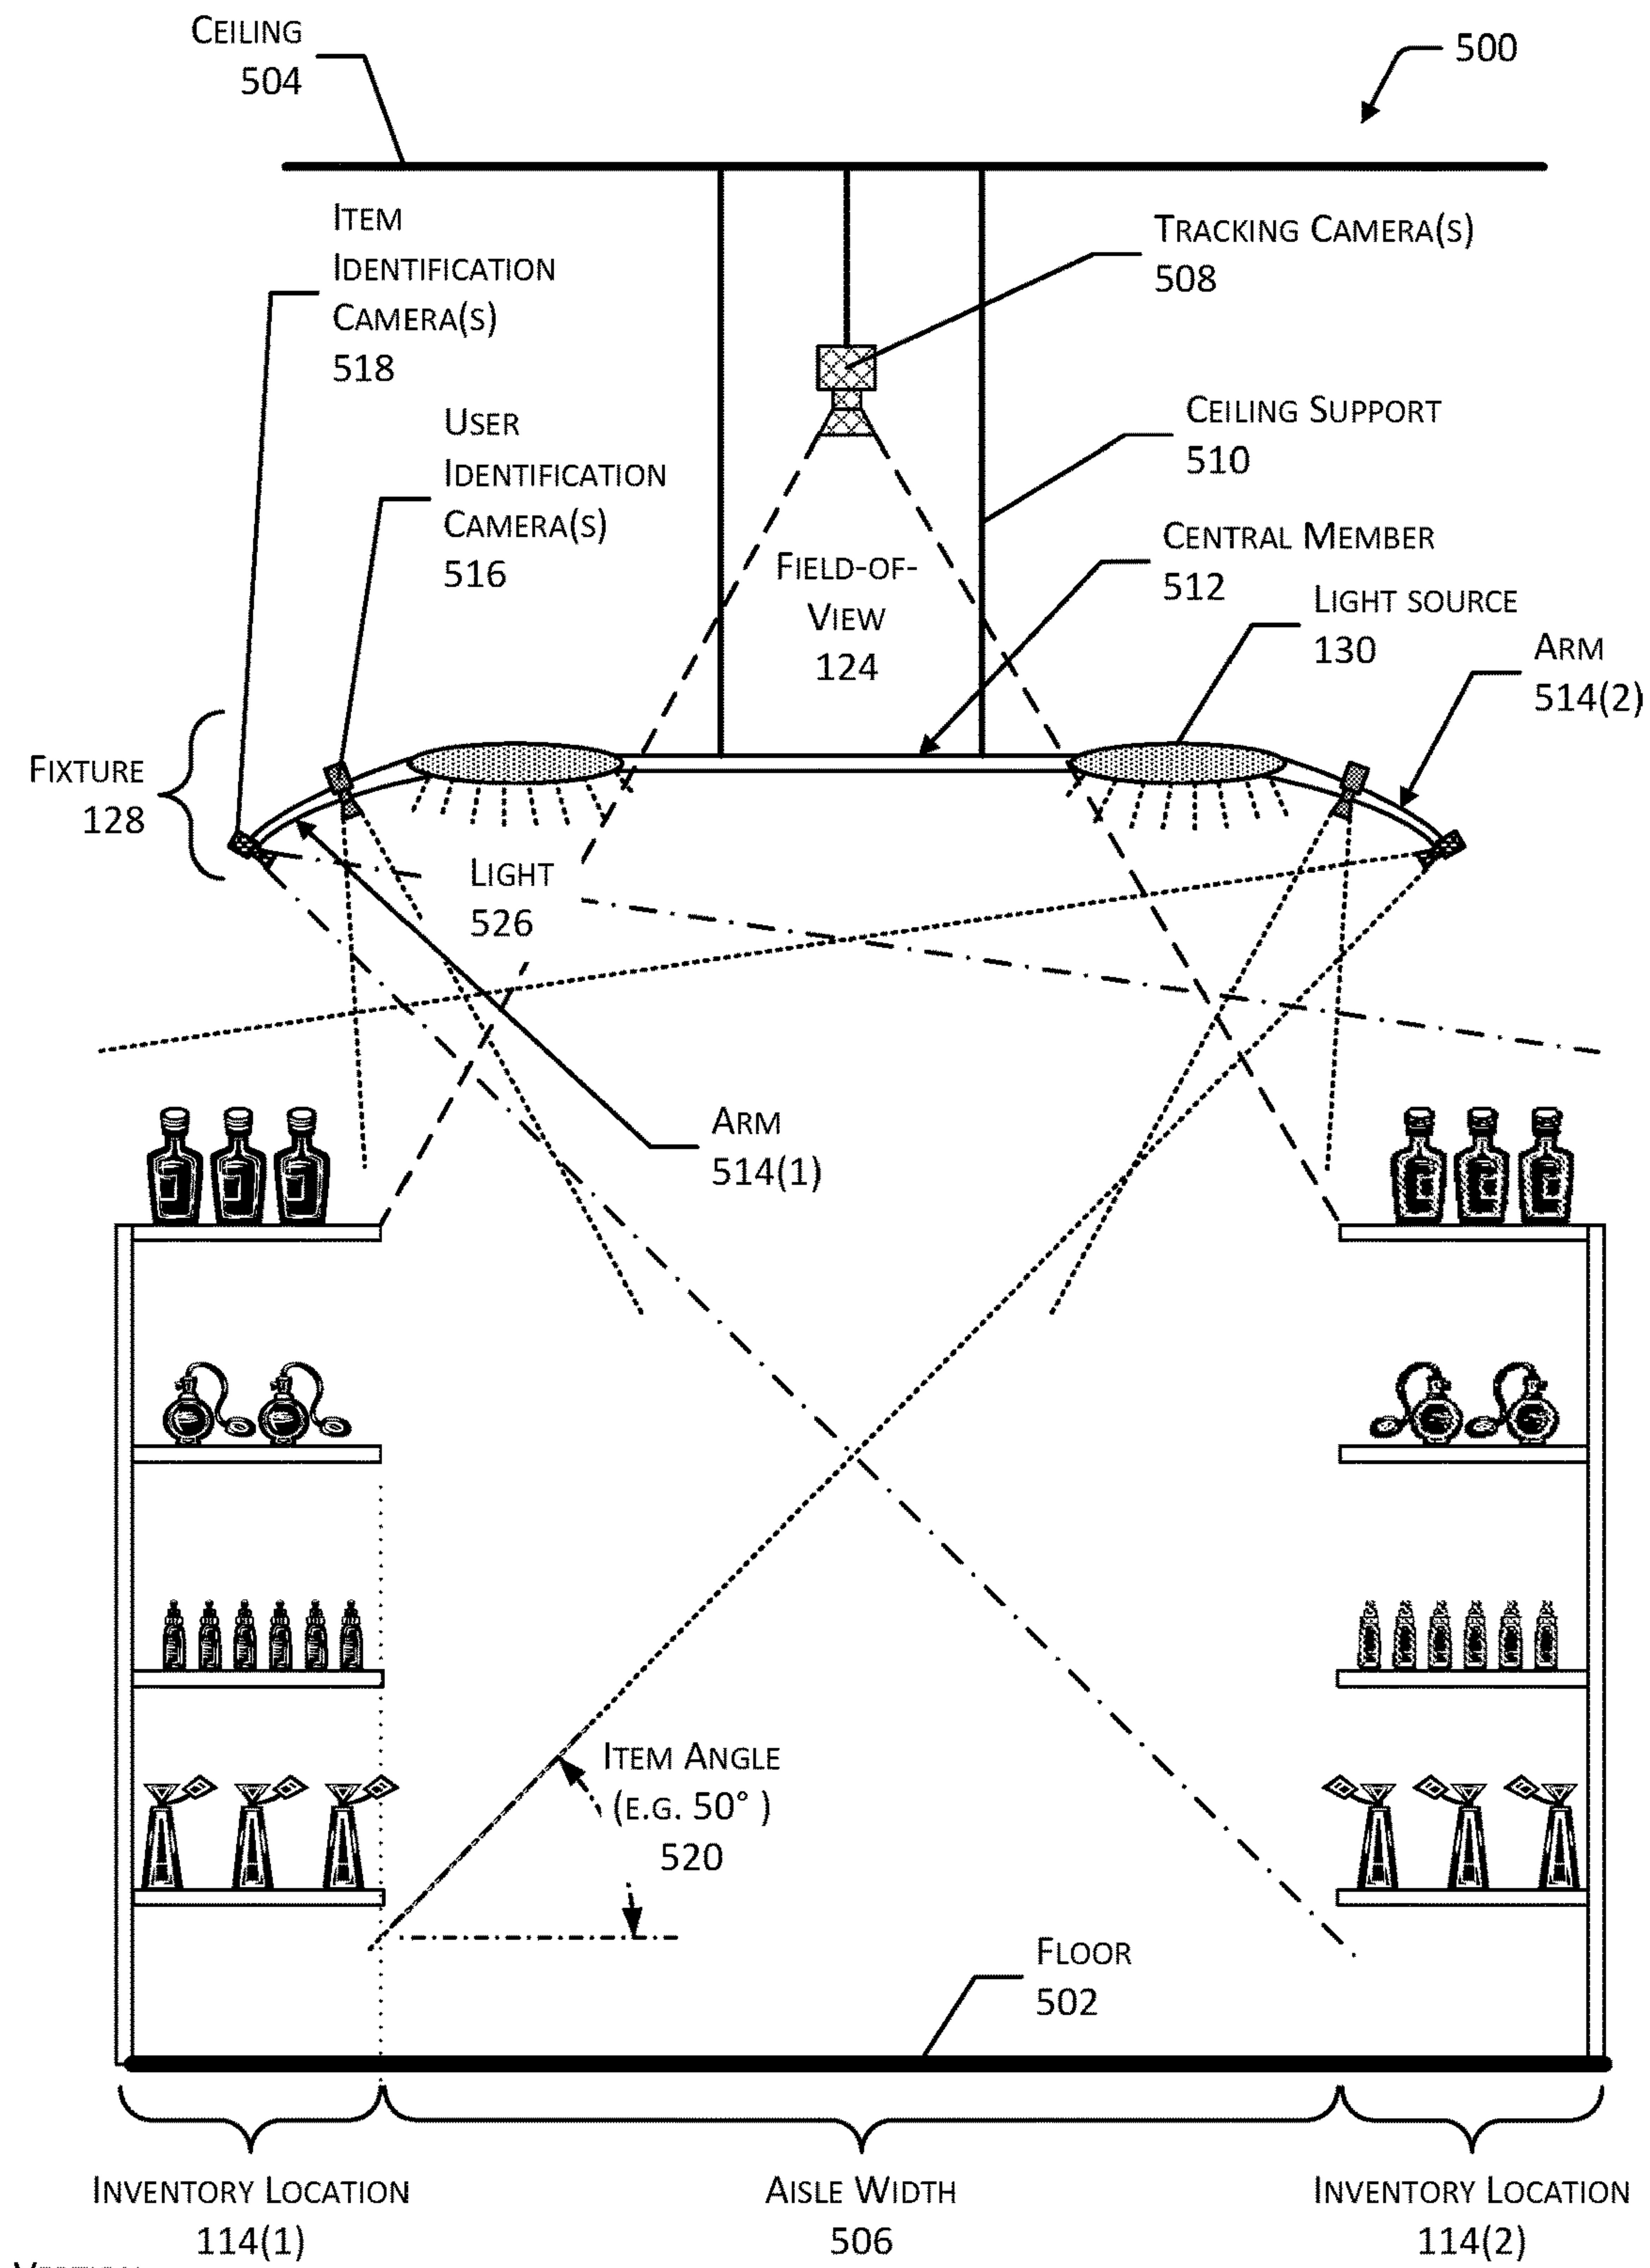 CEILING
504
500
ITEM
IDENTIFICATION
CAMERA(S)
518
TRACKING CAMERA(S)
508
USER
IDENTIFICATION
CAMERA(S)
516
CEILING SUPPORT
510
CENTRAL MEMBER
512
FIELD-OF-
VIEW
124
LIGHT SOURCE
130
ARM
514(2)
FIXTURE
128
LIGHT
526
ARM
514(1)
ITEM ANGLE
(E.G. 50° )
520
FLOOR
502
INVENTORY LOCATION
114(1)
AISLE WIDTH
506
INVENTORY LOCATION
114(2)